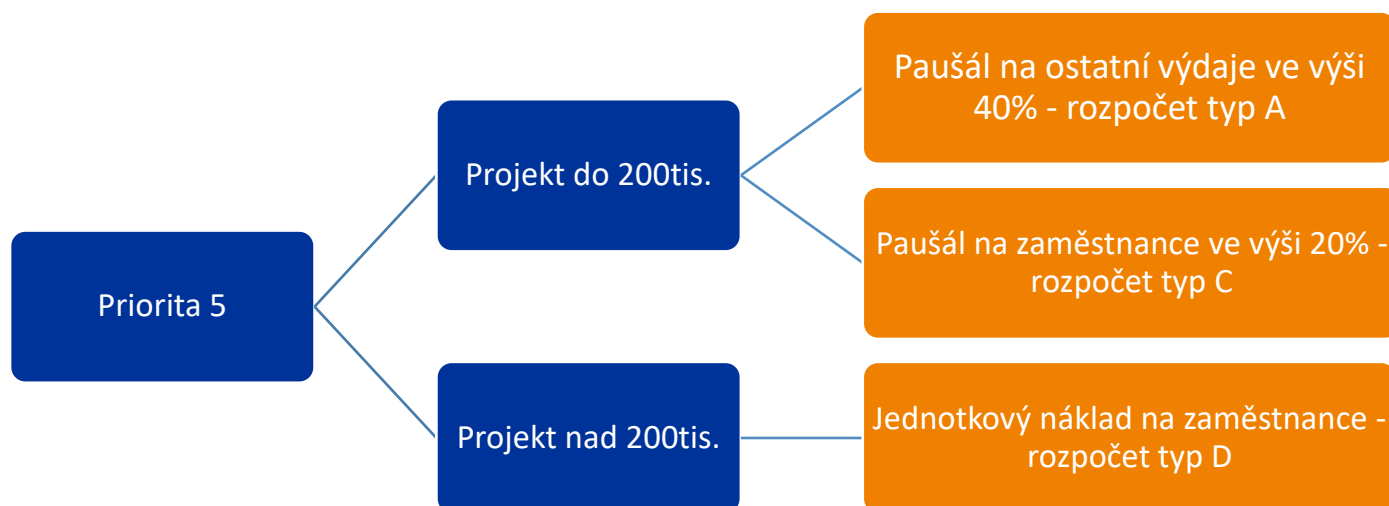 Priorita 5
Projekt do 200tis.
Paušál na ostatní výdaje ve výši
40% - rozpočet typ A
Paušál na zaměstnance ve výši 20% -
rozpočet typ C
Projekt nad 200tis.
Jednotkový náklad na zaměstnance -
rozpočet typ D